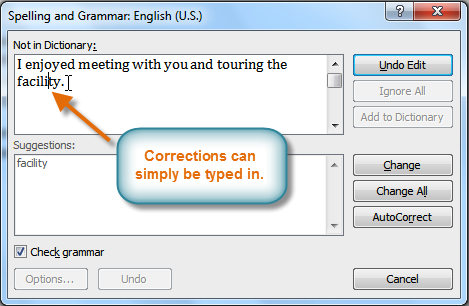 Spelling and Grammar: English (U.S.)
Not in Dictionary:
I enjoyed meeting with you and touring the
facility.
Undo Edit
Ignore All
Add to Dictionary
Suggestions:
facility
Corrections can
simply be typed in.
Change
Change All
AutoCorrect
Check grammar
Options...
Undo
Cancel